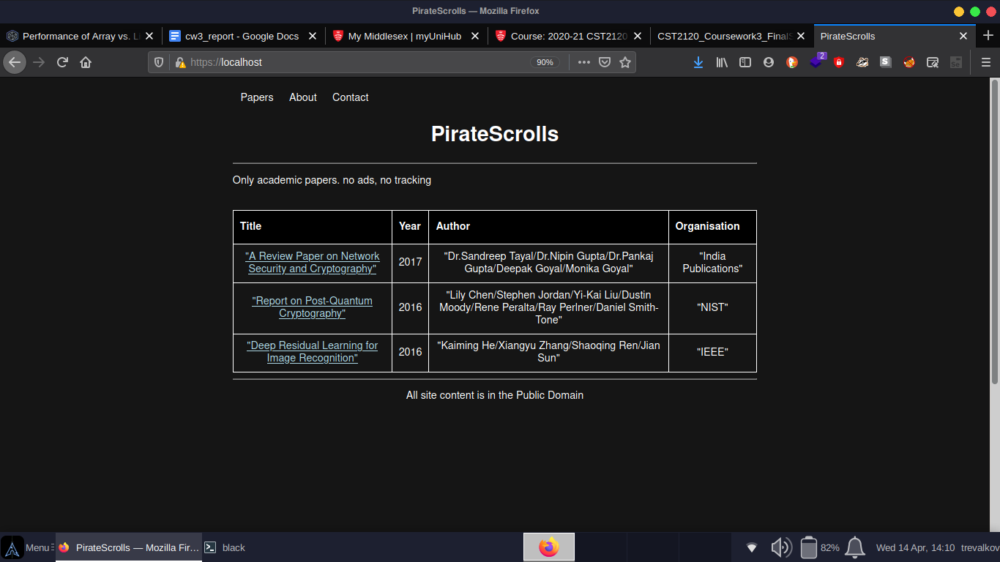 PirateScrolls — Mozilla Firefox
Performance of Array vs. Li
cw3_report - Google Docs
My Middlesex | myUniHub
Course: 2020-21 CST2120
CST2120_Coursework3_FinalS
PirateScrolls
https://localhost
90%
2
Papers About Contact
PirateScrolls
Only academic papers. no ads, no tracking
Title Year Author Organisation
"A Review Paper on Network
Security and Cryptography"
2017
"Dr.Sandreep Tayal/Dr.Nipin Gupta/Dr.Pankaj
Gupta/Deepak Goyal/Monika Goyal"
"India
Publications"
"Report on Post-Quantum
Cryptography"
2016
"Lily Chen/Stephen Jordan/Yi-Kai Liu/Dustin
Moody/Rene Peralta/Ray Perlner/Daniel Smith-
Tone"
"NIST"
"Deep Residual Learning for
Image Recognition"
2016
"Kaiming He/Xiangyu Zhang/Shaoqing Ren/Jian
Sun"
"IEEE"
All site content is in the Public Domain
Menu
PirateScrolls — Mozilla Fir...
black
82%
Wed 14 Apr, 14:10
trevalkov